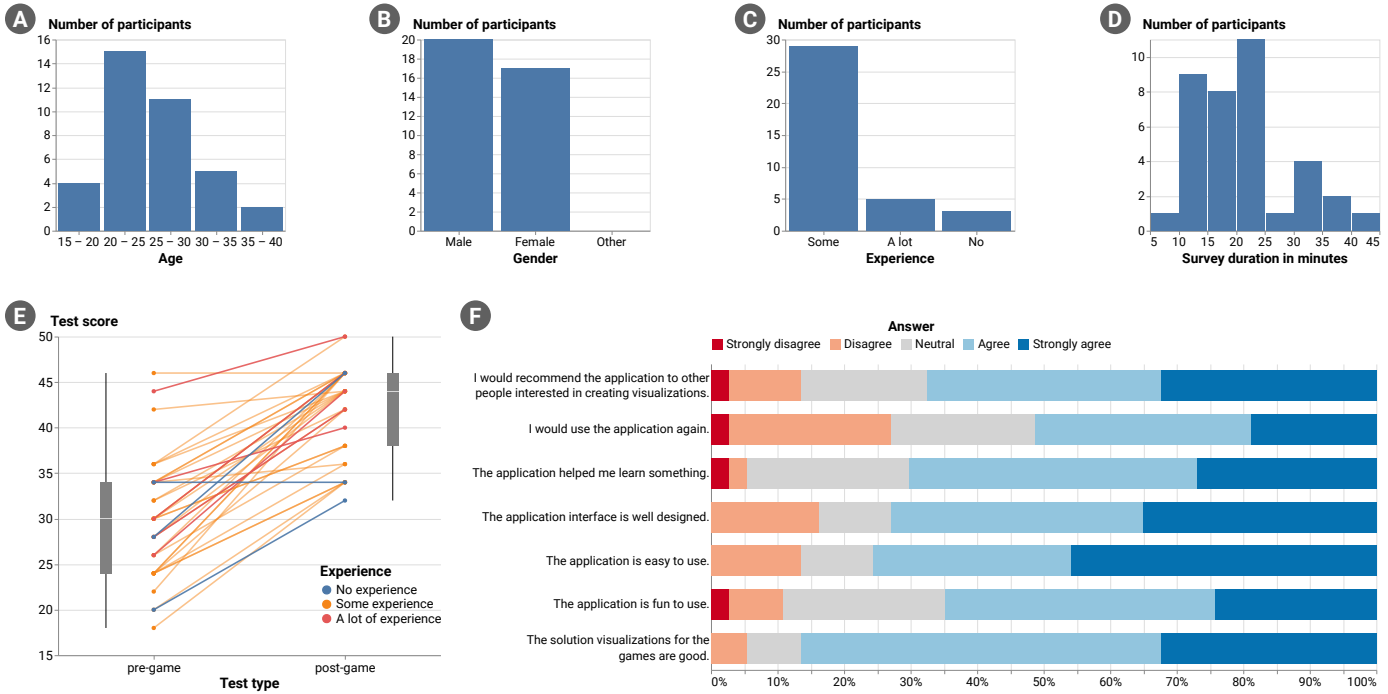 A
Number of participants
16
14
12
10
8
6
4
2
0
15 – 20
20 – 25
25 – 30
30 – 35
35 – 40
Age
B
Number of participants
20
18
16
14
12
10
8
6
4
2
0
Male
Female
Other
Gender
C
Number of participants
30
25
20
15
10
5
0
Some
A lot
No
Experience
D
Number of participants
10
8
6
4
2
0
5
10
15
20
25
30
35
40
45
Survey duration in minutes
E
Test score
50
45
40
35
30
25
20
15
Experience
No experience
Some experience
A lot of experience
pre-game
post-game
Test type
F
Answer
Strongly disagree
Disagree
Neutral
Agree
Strongly agree
I would recommend the application to other
people interested in creating visualizations.
I would use the application again.
The application helped me learn something.
The application interface is well designed.
The application is easy to use.
The application is fun to use.
The solution visualizations for the
games are good.
0%
10%
20%
30%
40%
50%
60%
70%
80%
90%
100%